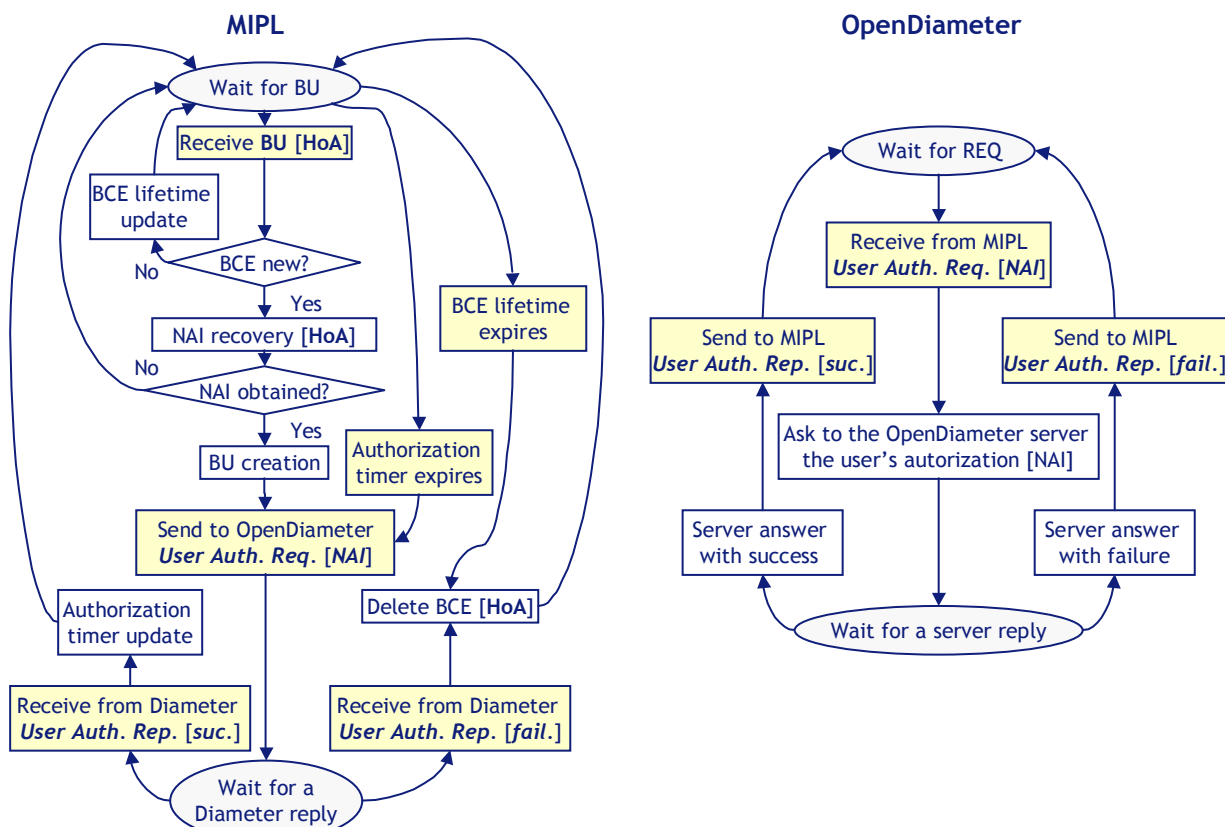 MIPL
Wait for BU
Receive BU [HoA]
BCE lifetime
update
No
BCE new?
Yes
NAI recovery [HoA]
No
NAI obtained?
Yes
BU creation
BCE lifetime
expires
Authorization
timer expires
Send to OpenDiameter
User Auth. Req. [NAI]
Authorization
timer update
Delete BCE [HoA]
Receive from Diameter
User Auth. Rep. [suc.]
Receive from Diameter
User Auth. Rep. [fail.]
Wait for a
Diameter reply
OpenDiameter
Wait for REQ
Receive from MIPL
User Auth. Req. [NAI]
Send to MIPL
User Auth. Rep. [suc.]
Send to MIPL
User Auth. Rep. [fail.]
Ask to the OpenDiameter server
the user's autorization [NAI]
Server answer
with success
Server answer
with failure
Wait for a server reply